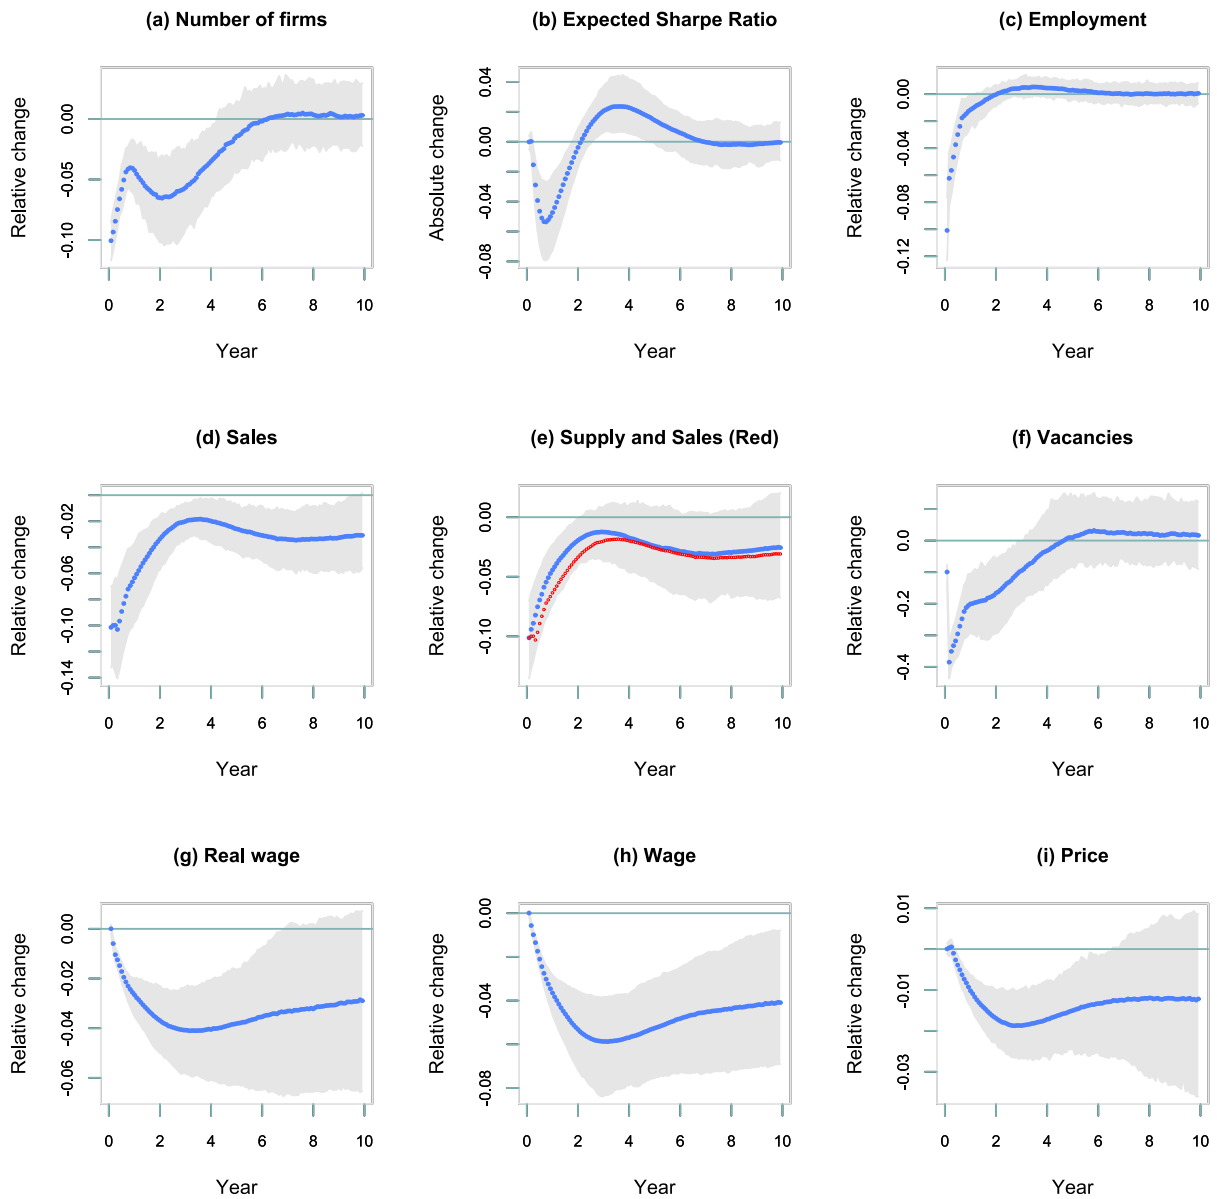 (a) Number of firms
Relative change
0.00
-0.05
-0.10
0 2 4 6 8 10
Year
(b) Expected Sharpe Ratio
Absolute change
0.04
0.00
-0.04
-0.08
0 2 4 6 8 10
Year
(c) Employment
Relative change
0.00
-0.04
-0.08
-0.12
0 2 4 6 8 10
Year
(d) Sales
Relative change
-0.02
-0.06
-0.10
-0.14
0 2 4 6 8 10
Year
(e) Supply and Sales (Red)
Relative change
0.00
-0.05
-0.10
0 2 4 6 8 10
Year
(f) Vacancies
Relative change
0.0
-0.2
-0.4
0 2 4 6 8 10
Year
(g) Real wage
Relative change
0.00
-0.02
-0.04
-0.06
0 2 4 6 8 10
Year
(h) Wage
Relative change
0.00
-0.04
-0.08
0 2 4 6 8 10
Year
(i) Price
Relative change
0.01
-0.01
-0.03
0 2 4 6 8 10
Year